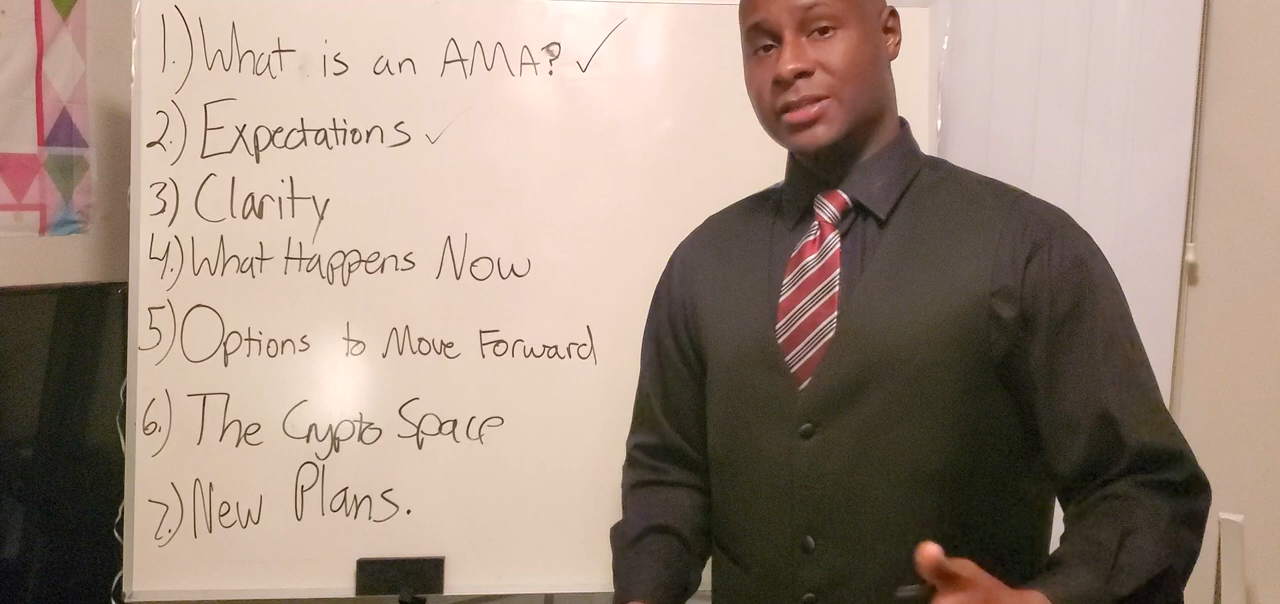 1.) What is an AMA? ✓
2.) Expectations ✓
3) Clarity
4.) What Happens Now
5) Options to Move Forward
6.) The Crypto Space
7.) New Plans.